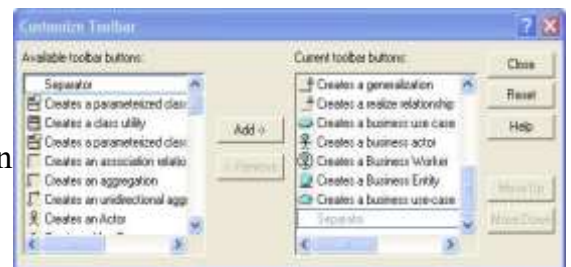 Customize Toolbar
Available toolbar buttons:
Separator
Creates a parameterized clas
Creates a class utility
Creates a parameterized clas
Creates an association relatio
Creates an aggregation
Creates an unidirectional agg
Creates an Actor
Add ->
<- Remove
n
Current toolbar buttons:
Creates a generalization
Creates a realize relationship
Creates a business use case
Creates a business actor
Creates a Business Worker
Creates a Business Entity
Creates a Business use-case
Separator
Close
Reset
Help
Move Up
Move Down